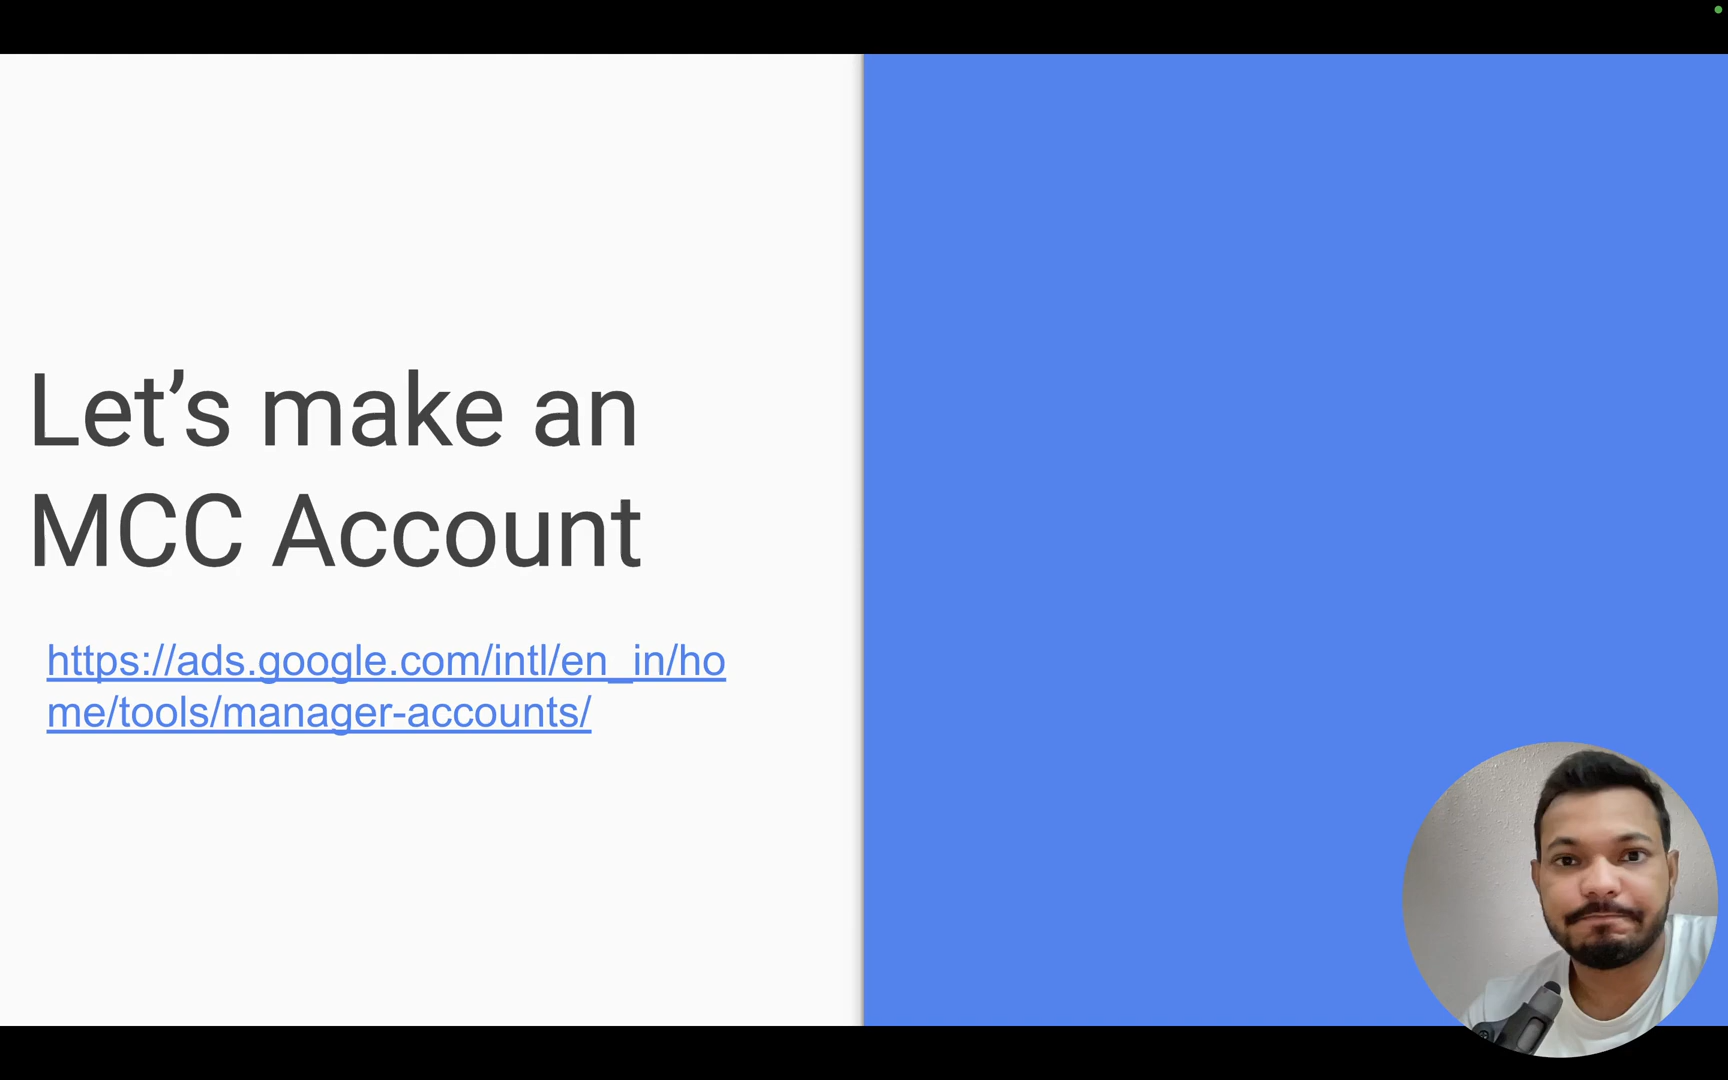 Let’s make an
MCC Account
https://ads.google.com/intl/en_in/ho
me/tools/manager-accounts/